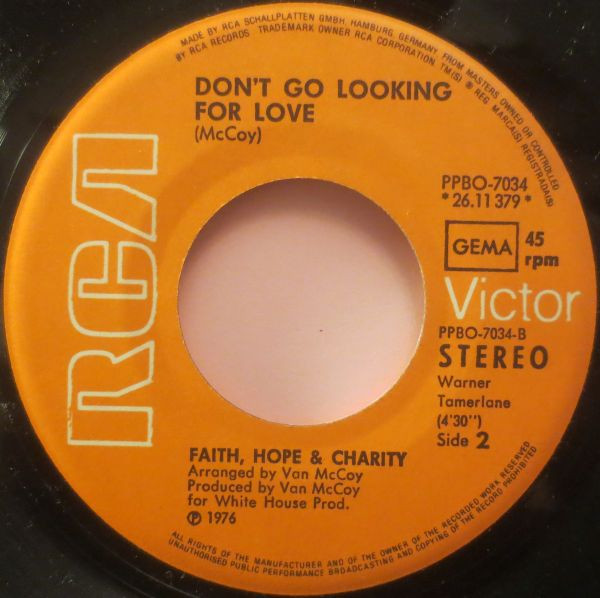 MADE BY RCA SCHALLPLATTEN GMBH, HAMBURG, GERMANY, FROM MASTERS OWNED OR CONTROLLED
BY RCA RECORDS TRADEMARK OWNER RCA CORPORATION TM(S) ® REG. MARCA(S) REGISTRADA(S)
DON'T GO LOOKING
FOR LOVE
(McCoy)
RCA
PPBO-7034
*26.11379*
GEMA
45
rpm
Victor
PPBO-7034-B
STEREO
Warner
Tamerlane
(4'30")
Side 2
FAITH, HOPE & CHARITY
Arranged by Van McCoy
Produced by Van McCoy
for White House Prod.
℗ 1976
ALL RIGHTS OF THE MANUFACTURER AND OF THE OWNER OF THE RECORDED WORK RESERVED
UNAUTHORISED PUBLIC PERFORMANCE BROADCASTING AND COPYING OF THIS RECORD PROHIBITED